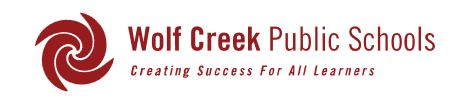 Wolf Creek Public Schools
Creating Success For All Learners